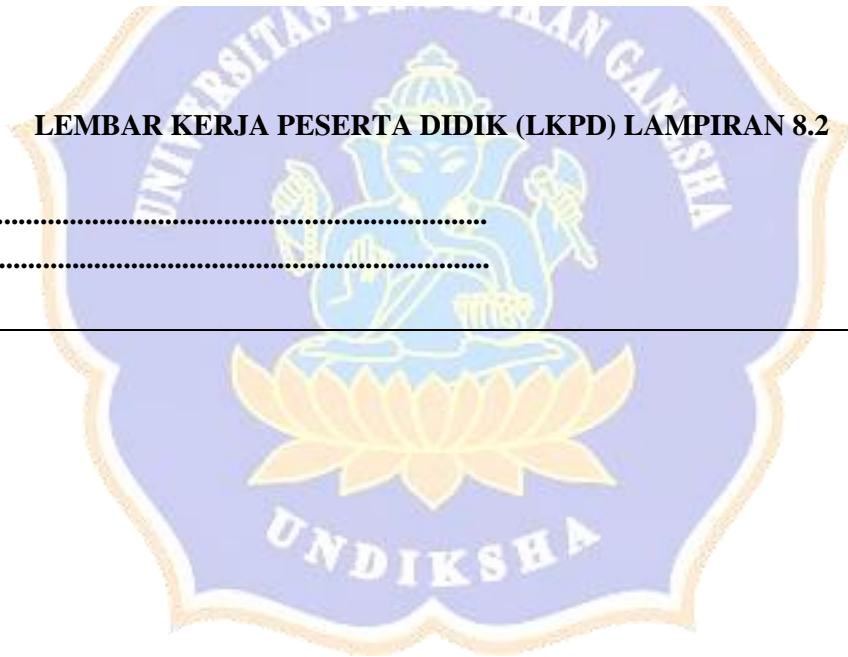 UNIVERSITAS PENDIDIKAN GANESHA
LEMBAR KERJA PESERTA DIDIK (LKPD) LAMPIRAN 8.2
......................................................................
......................................................................
UNDIKSHA